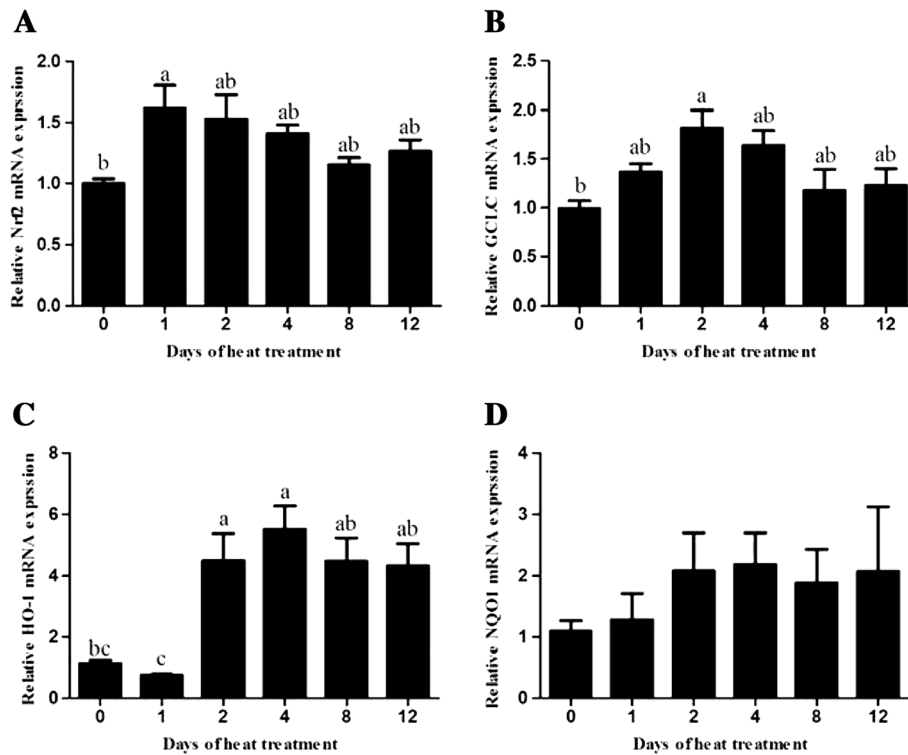 A
Relative Nrf2 mRNA exprssion
2.0
1.5
1.0
0.5
0.0
b
a
ab
ab
ab
ab
0 1 2 4 8 12
Days of heat treatment
B
Relative GCLC mRNA exprssion
2.5
2.0
1.5
1.0
0.5
0.0
b
ab
a
ab
ab
ab
0 1 2 4 8 12
Days of heat treatment
C
Relative HO-1 mRNA exprssion
8
6
4
2
0
bc
c
a
a
ab
ab
0 1 2 4 8 12
Days of heat treatment
D
Relative NQO1 mRNA exprssion
4
3
2
1
0
0 1 2 4 8 12
Days of heat treatment